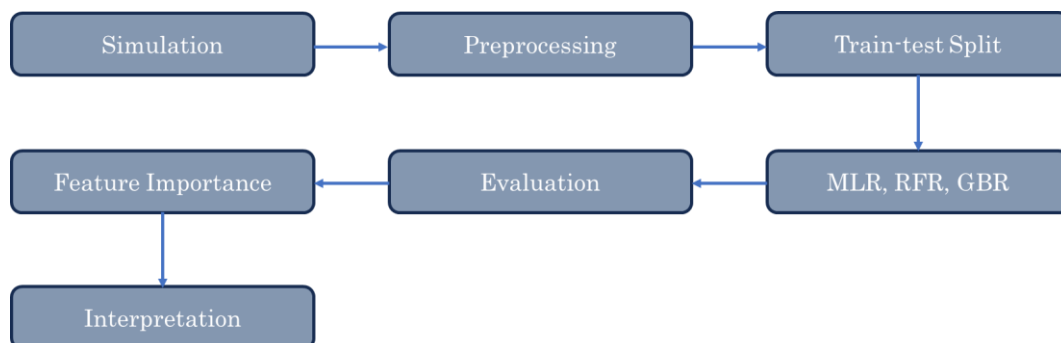 Simulation
Preprocessing
Train-test Split
MLR, RFR, GBR
Evaluation
Feature Importance
Interpretation